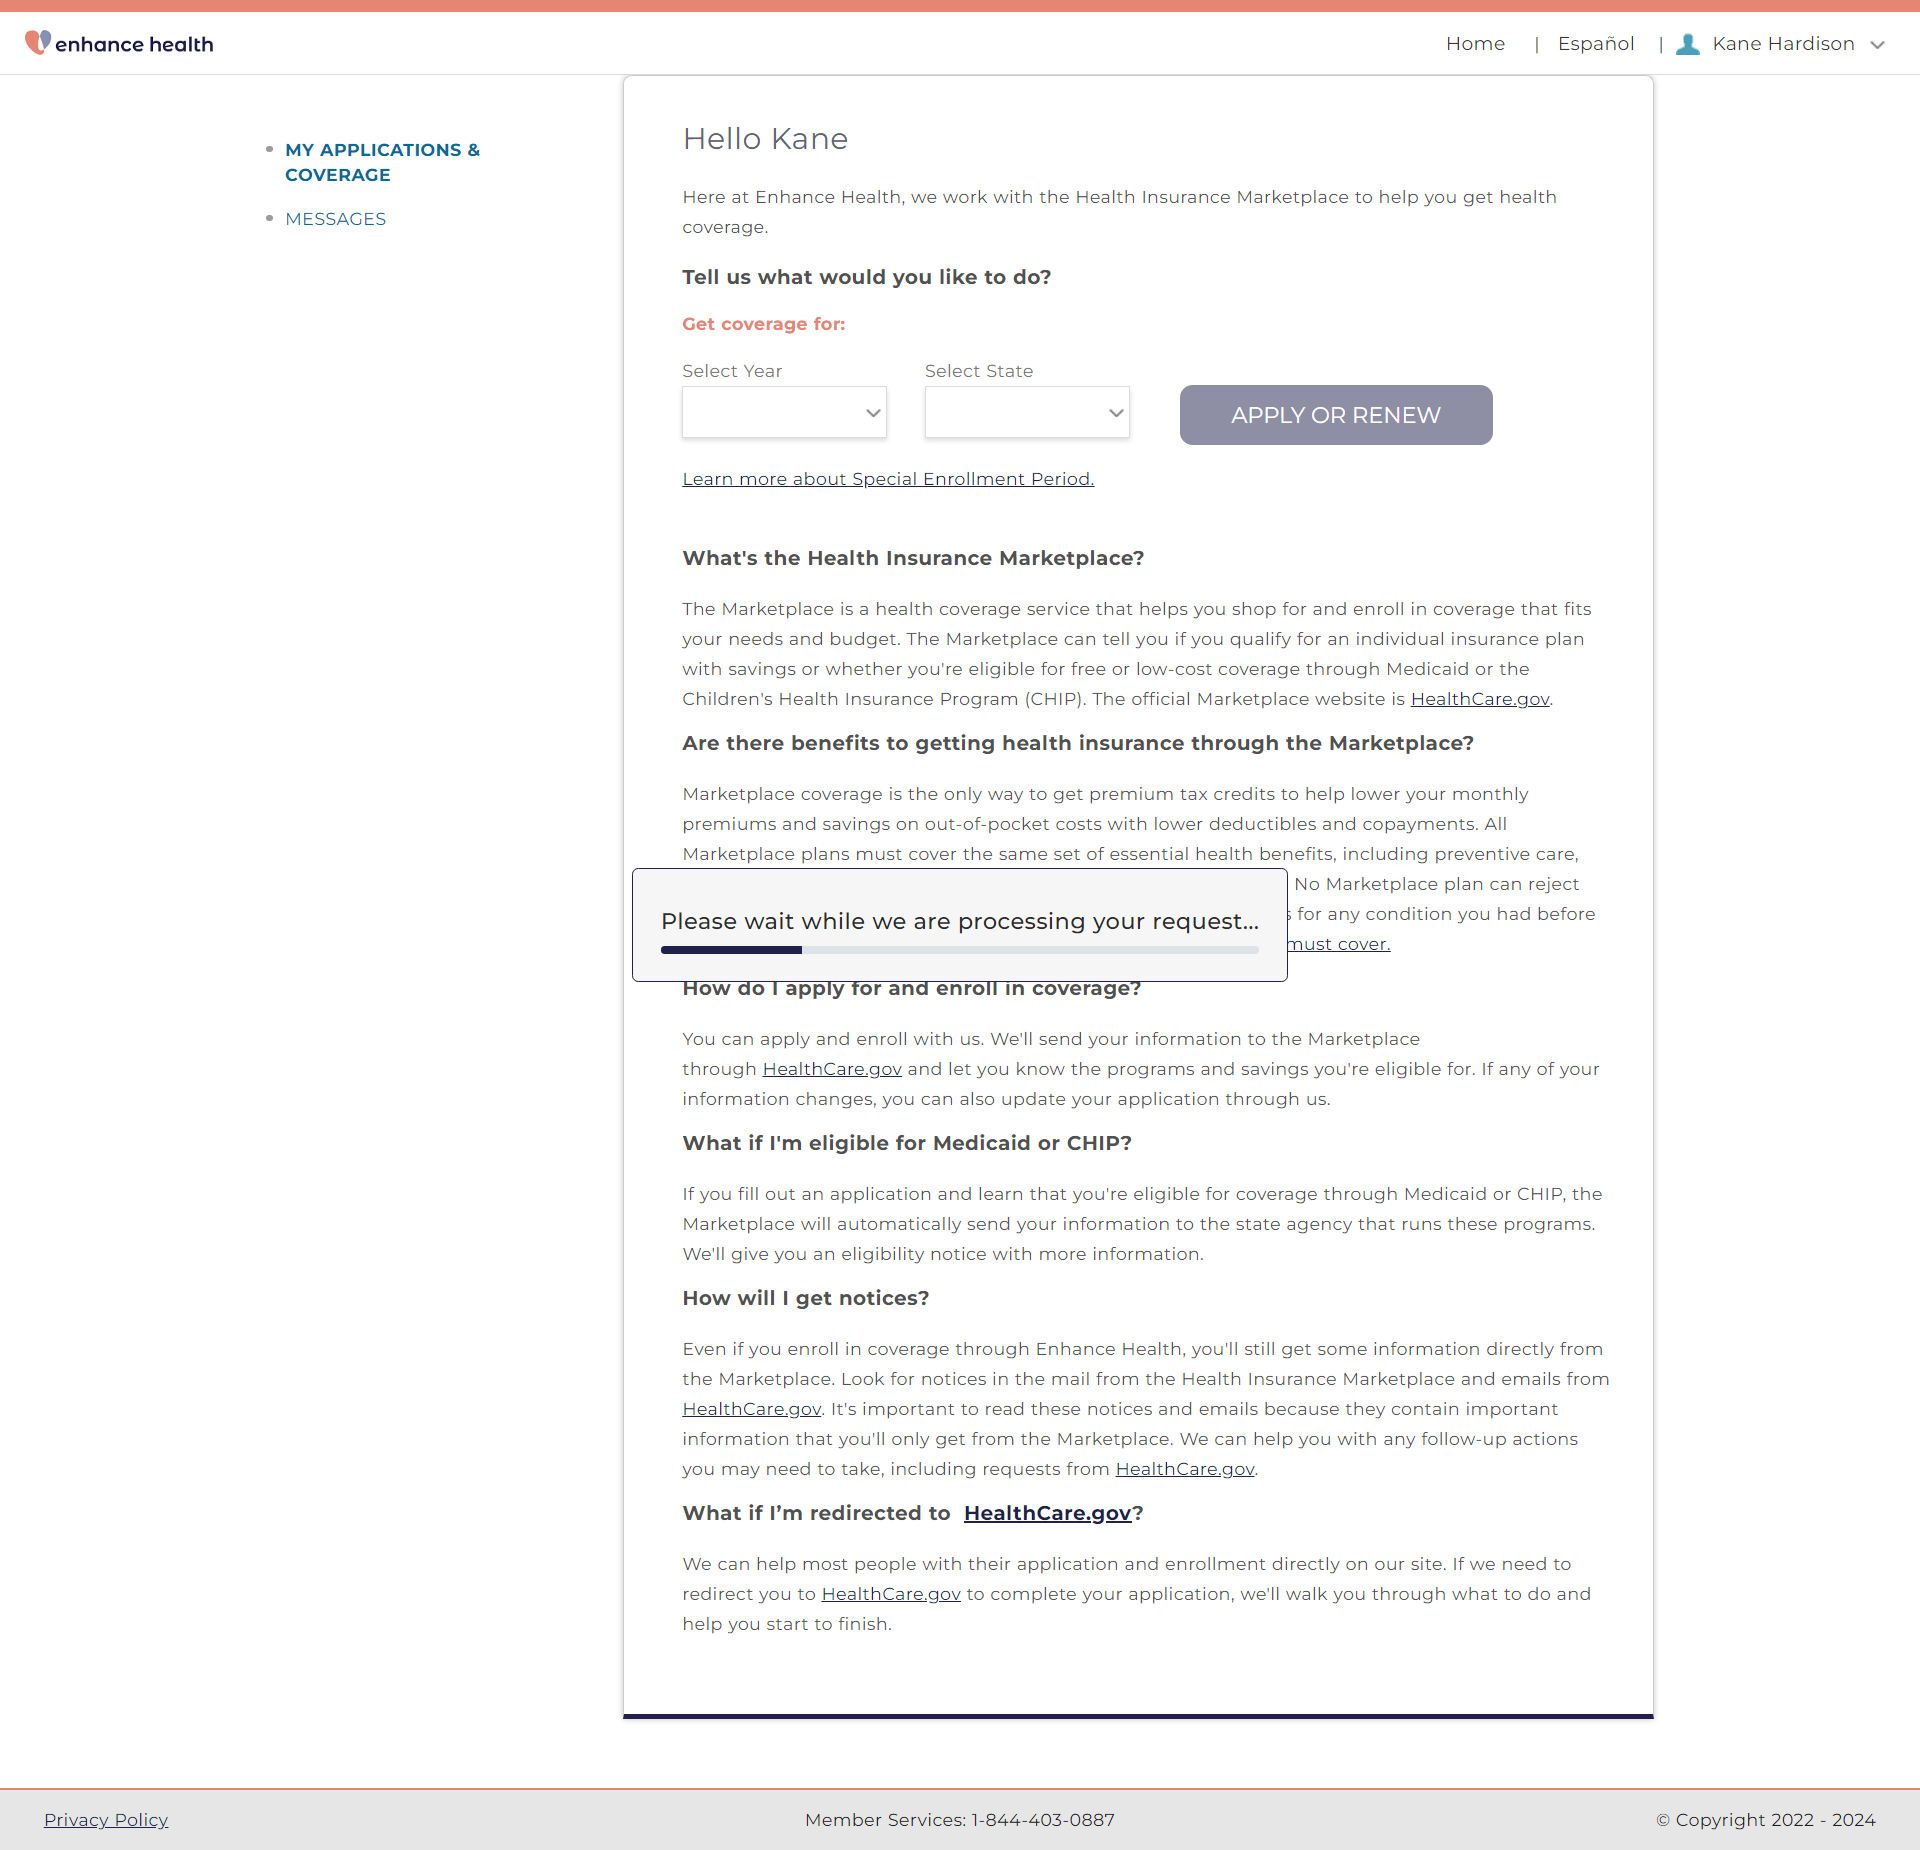 enhance health
Home | Español | Kane Hardison
MY APPLICATIONS &
COVERAGE
MESSAGES
Hello Kane
Here at Enhance Health, we work with the Health Insurance Marketplace to help you get health
coverage.
Tell us what would you like to do?
Get coverage for:
Select Year
Select State
APPLY OR RENEW
Learn more about Special Enrollment Period.
What's the Health Insurance Marketplace?
The Marketplace is a health coverage service that helps you shop for and enroll in coverage that fits
your needs and budget. The Marketplace can tell you if you qualify for an individual insurance plan
with savings or whether you're eligible for free or low-cost coverage through Medicaid or the
Children's Health Insurance Program (CHIP). The official Marketplace website is HealthCare.gov.
Are there benefits to getting health insurance through the Marketplace?
Marketplace coverage is the only way to get premium tax credits to help lower your monthly
premiums and savings on out-of-pocket costs with lower deductibles and copayments. All
Marketplace plans must cover the same set of essential health benefits, including preventive care,
No Marketplace plan can reject
for any condition you had before
must cover.
Please wait while we are processing your request...
How do I apply for and enroll in coverage?
You can apply and enroll with us. We'll send your information to the Marketplace
through HealthCare.gov and let you know the programs and savings you're eligible for. If any of your
information changes, you can also update your application through us.
What if I'm eligible for Medicaid or CHIP?
If you fill out an application and learn that you're eligible for coverage through Medicaid or CHIP, the
Marketplace will automatically send your information to the state agency that runs these programs.
We'll give you an eligibility notice with more information.
How will I get notices?
Even if you enroll in coverage through Enhance Health, you'll still get some information directly from
the Marketplace. Look for notices in the mail from the Health Insurance Marketplace and emails from
HealthCare.gov. It's important to read these notices and emails because they contain important
information that you'll only get from the Marketplace. We can help you with any follow-up actions
you may need to take, including requests from HealthCare.gov.
What if I’m redirected to HealthCare.gov?
We can help most people with their application and enrollment directly on our site. If we need to
redirect you to HealthCare.gov to complete your application, we'll walk you through what to do and
help you start to finish.
Privacy Policy
Member Services: 1-844-403-0887
© Copyright 2022 - 2024